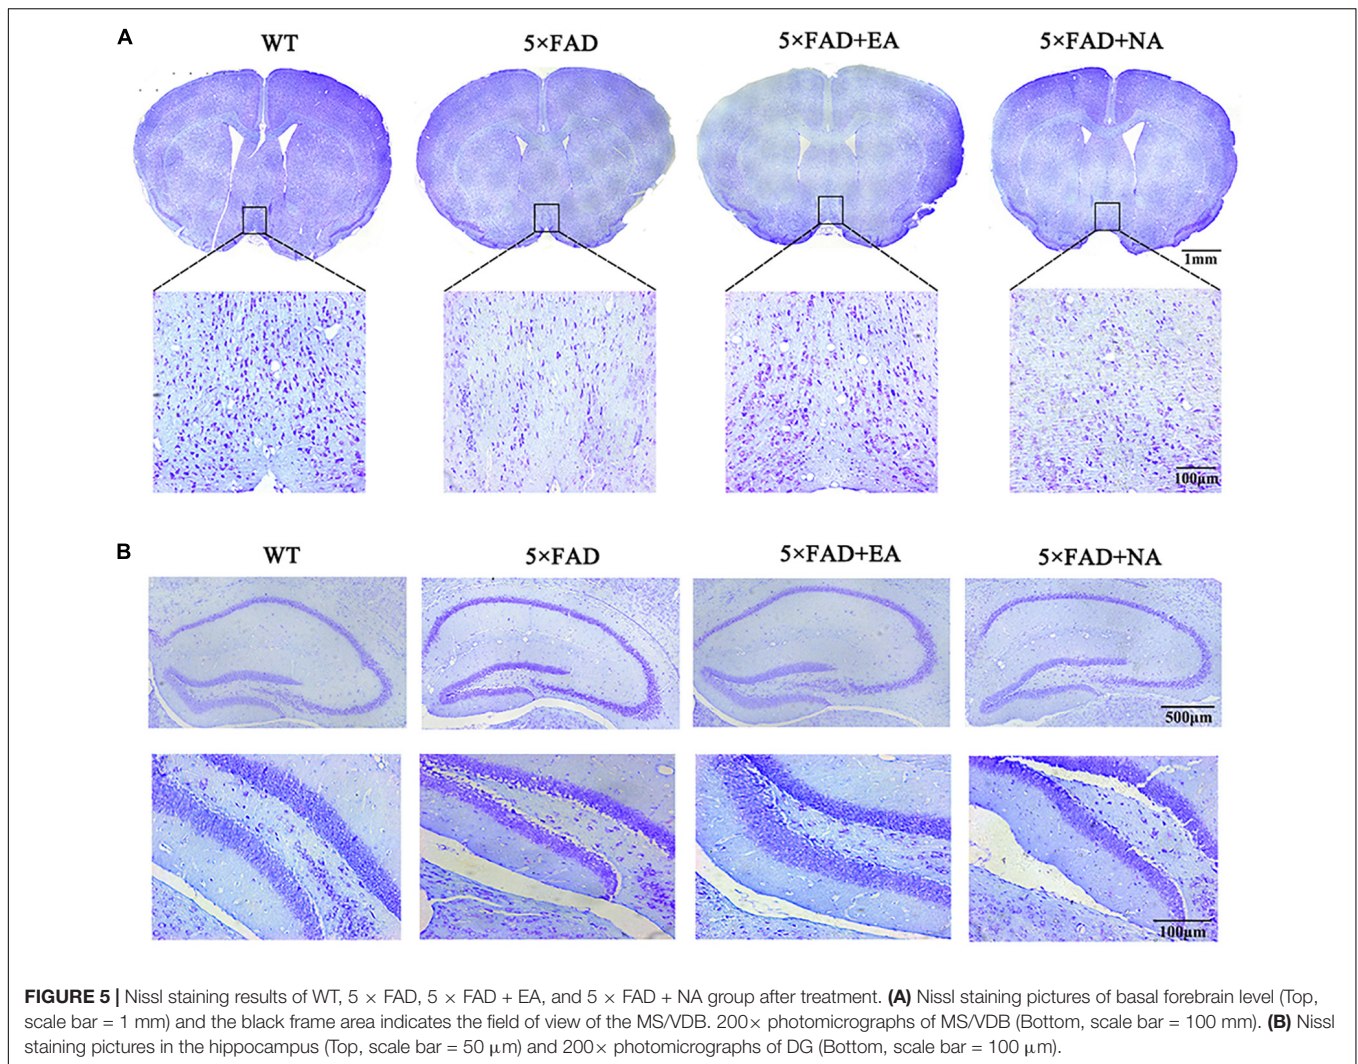 A
WT 5×FAD 5×FAD+EA 5×FAD+NA
1mm
100μm
B
WT 5×FAD 5×FAD+EA 5×FAD+NA
500μm
100μm
FIGURE 5 | Nissl staining results of WT, 5 × FAD, 5 × FAD + EA, and 5 × FAD + NA group after treatment. (A) Nissl staining pictures of basal forebrain level (Top,
scale bar = 1 mm) and the black frame area indicates the field of view of the MS/VDB. 200× photomicrographs of MS/VDB (Bottom, scale bar = 100 mm). (B) Nissl
staining pictures in the hippocampus (Top, scale bar = 50 μm) and 200× photomicrographs of DG (Bottom, scale bar = 100 μm).